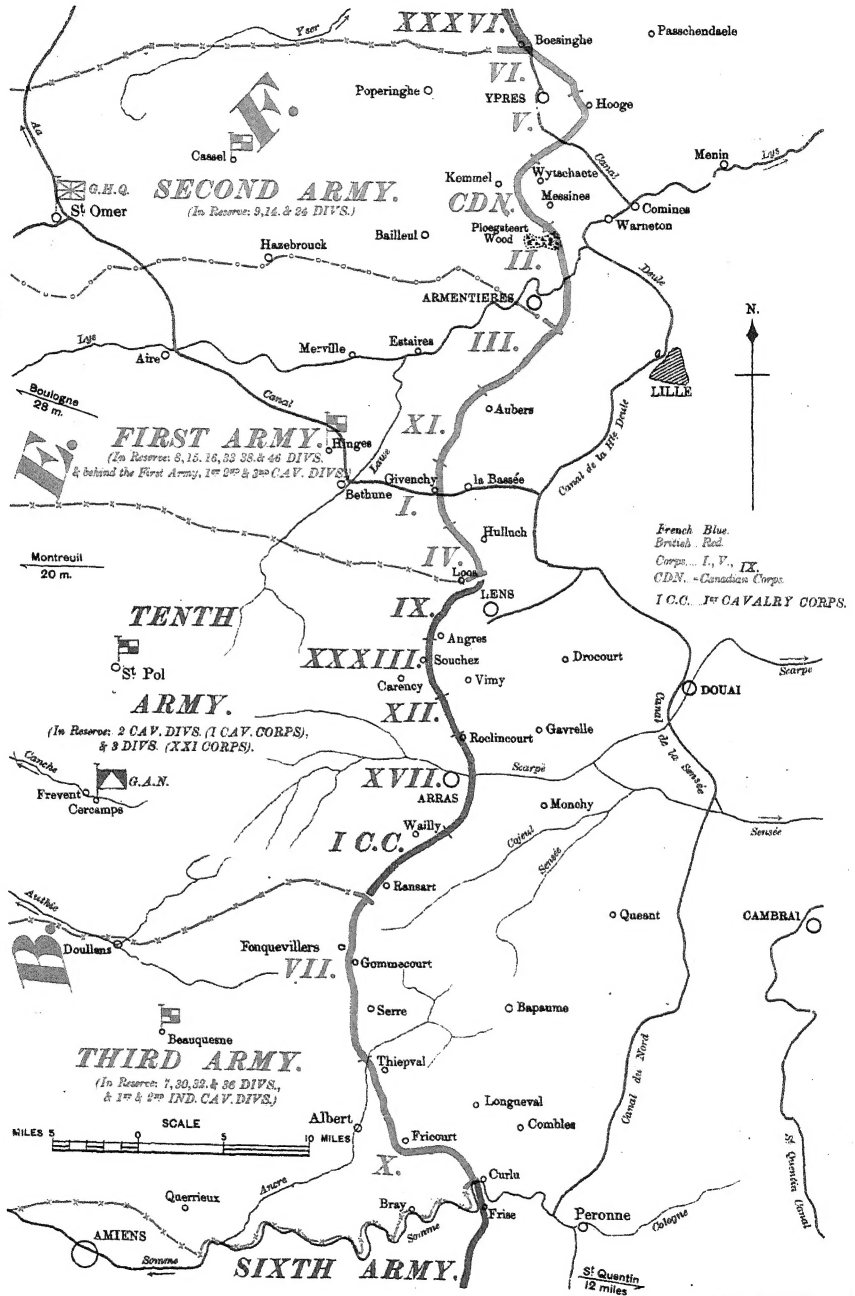 XXXVI.
Yser
Boesinghe
Passchendaele
VI.
Poperinghe
YPRES
Hooge
F.
V.
Aa
Cassel
Canal
Menin
Lys
Kemmel
Wytschaete
G.H.Q.
SECOND ARMY.
CDN.
Messines
(In Reserve: 9, 14. & 24 DIVS.)
St Omer
Comines
Warneton
Ploegsteert
Wood
Bailleul
Hazebrouck
II.
Doule
ARMENTIERES
N.
Lys
III.
Merville
Estaires
Aire
LILLE
Boulogne
28 m.
Canal
Aubers
XI.
FIRST ARMY.
Hinges
E.
(In Reserve: 8, 15. 16, 33 38. & 46 DIVS.
& behind the First Army, 1ST 2ND & 3RD CAV. DIVS.)
Lawe
Canal de la Hte Deule
Givenchy
la Bassée
Bethune
I.
Hulluch
French Blue.
British Red.
Corps.... I., V., IX.
CDN. - Canadian Corps.
I C.C. ... IST CAVALRY CORPS.
Montreuil
20 m.
IV.
Loos
LENS
TENTH
IX.
Angres
XXXIII.
Souchez
Drocourt
Scarpe
St Pol
Carency
Vimy
DOUAI
ARMY.
XII.
(In Reserve: 2 CAV. DIVS. (I CAV. CORPS),
& 3 DIVS. (XXI CORPS).
Roclincourt
Gavrelle
Canal de la Sensée
Canche
G.A.N.
XVII.
Scarpe
Frevent
Cercamps
ARRAS
Monchy
Wailly
I C.C.
Cojeul
Sensée
Sensée
Ransart
Authie
Queant
CAMBRAI
B.
Doullens
Fonquevillers
VII.
Gommecourt
Serre
Bapaume
Beauquesne
THIRD ARMY.
Thiepval
(In Reserve: 7, 30, 32. & 36 DIVS.,
& 1ST & 2ND IND. CAV. DIVS.)
Canal du Nord
Longueval
Albert
Combles
SCALE
MILES 5 0 5 10 MILES
Fricourt
St Quentin Canal
X.
Curlu
Ancre
Querrieux
Bray
Frise
Peronne
Cologne
AMIENS
Somme
Somme
SIXTH ARMY.
St Quentin
12 miles